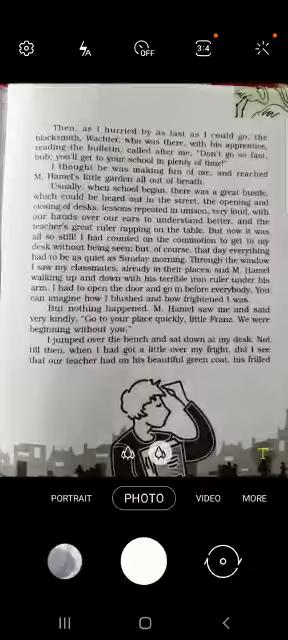 OFF
3:4
Then, as I hurried by as fast as I could go, the
blacksmith, Wachter, who was there, with his apprentice,
reading the bulletin, called after me, "Don't go so fast,
bub; you'll get to your school in plenty of time!"
I thought he was making fun of me, and reached
M. Hamel's little garden all out of breath.
Usually, when school began, there was a great bustle,
which could be heard out in the street, the opening and
closing of desks, lessons repeated in unison, very loud, with
our hands over our ears to understand better, and the
teacher's great ruler rapping on the table. But now it was
all so still! I had counted on the commotion to get to my
desk without being seen; but, of course, that day everything
had to be as quiet as Sunday morning. Through the window
I saw my classmates, already in their places, and M. Hamel
walking up and down with his terrible iron ruler under his
arm. I had to open the door and go in before everybody. You
can imagine how I blushed and how frightened I was.
But nothing happened. M. Hamel saw me and said
very kindly, "Go to your place quickly, little Franz. We were
beginning without you."
I jumped over the bench and sat down at my desk. Not
till then, when I had got a little over my fright, did I see
that our teacher had on his beautiful green coat, his frilled
PORTRAIT PHOTO VIDEO MORE